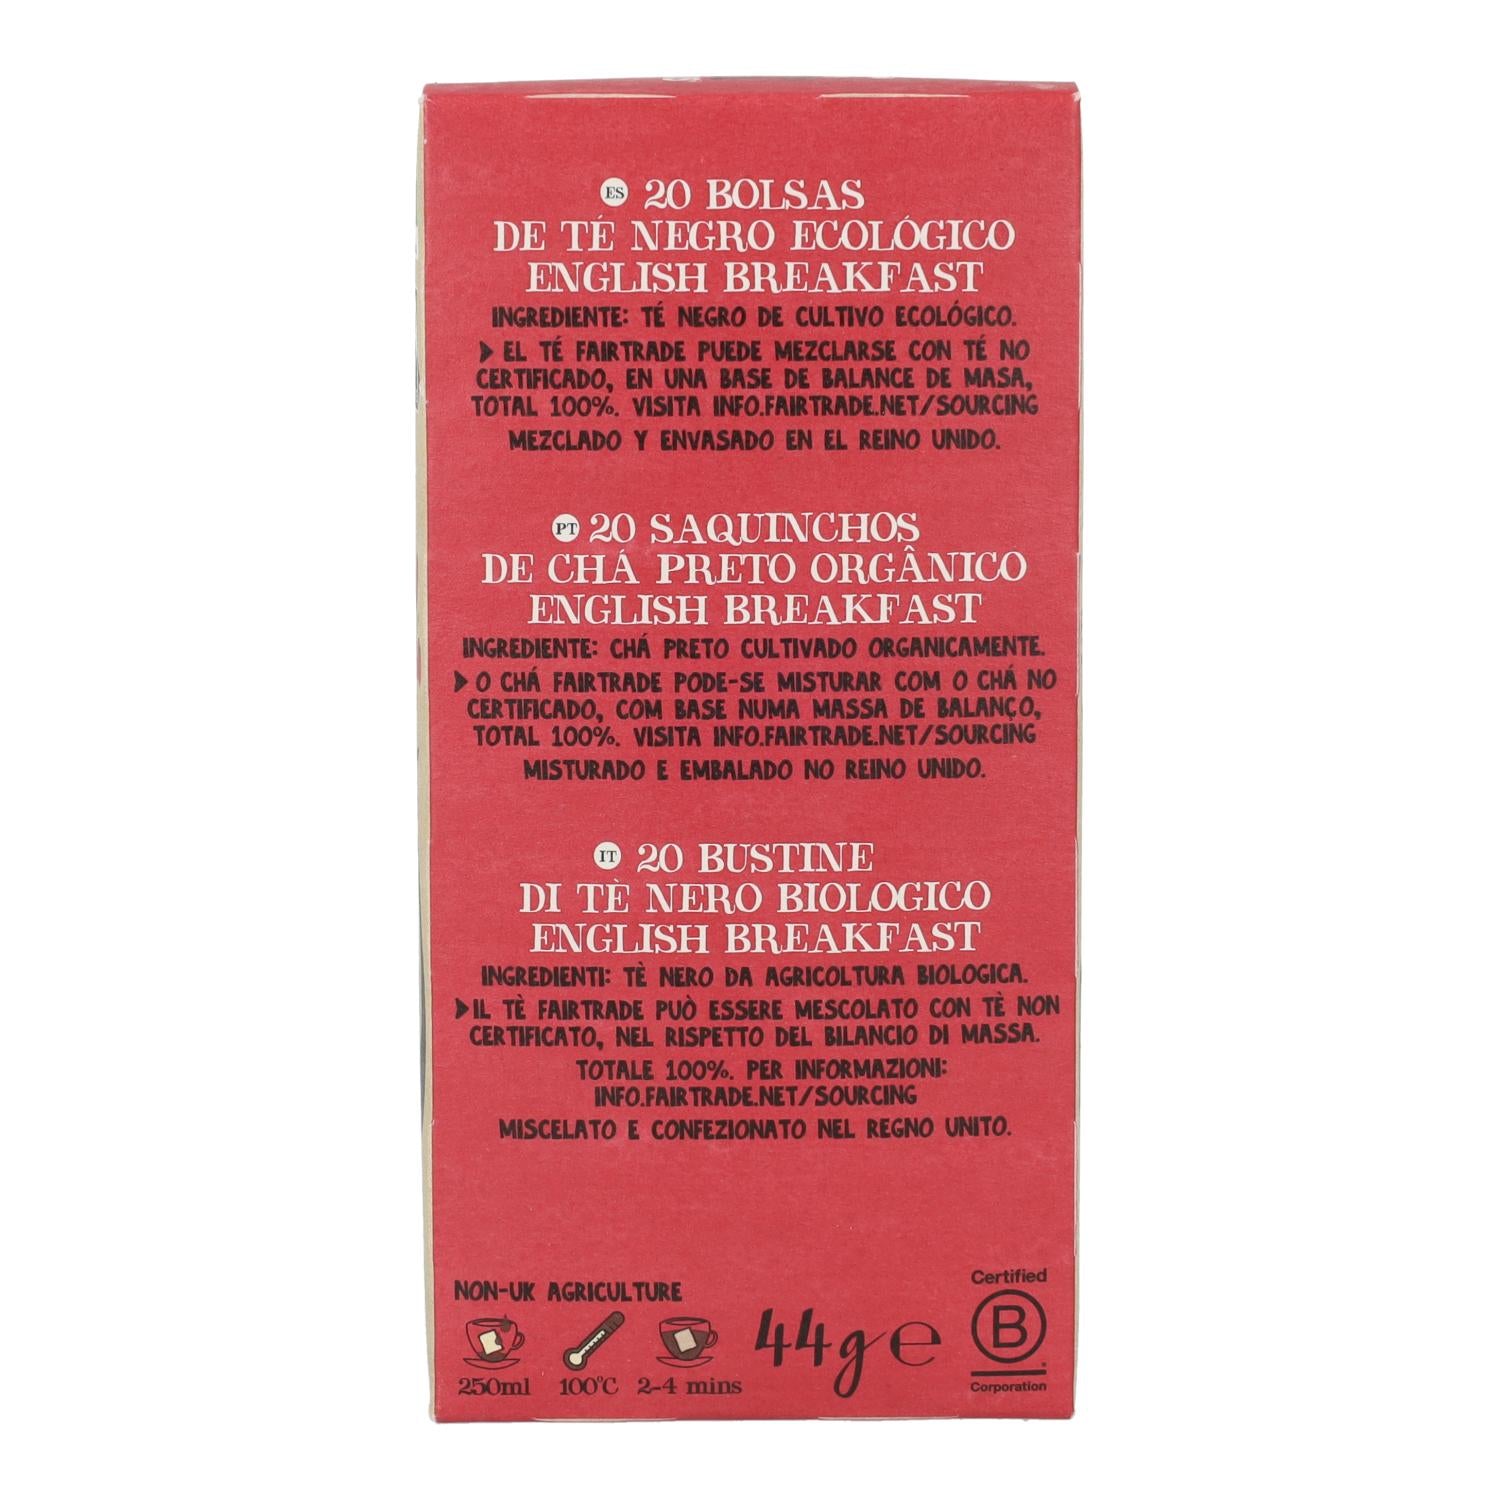 ES 20 BOLSAS
DE TÉ NEGRO ECOLÓGICO
ENGLISH BREAKFAST
INGREDIENTE: TÉ NEGRO DE CULTIVO ECOLÓGICO.
EL TÉ FAIRTRADE PUEDE MEZCLARSE CON TÉ NO
CERTIFICADO, EN UNA BASE DE BALANCE DE MASA,
TOTAL 100%. VISITA INFO.FAIRTRADE.NET/SOURCING
MEZCLADO Y ENVASADO EN EL REINO UNIDO.
PT 20 SAQUINCHOS
DE CHÁ PRETO ORGÂNICO
ENGLISH BREAKFAST
INGREDIENTE: CHÁ PRETO CULTIVADO ORGANICAMENTE.
O CHÁ FAIRTRADE PODE-SE MISTURAR COM O CHÁ NO
CERTIFICADO, COM BASE NUMA MASSA DE BALANÇO,
TOTAL 100%. VISITA INFO.FAIRTRADE.NET/SOURCING
MISTURADO E EMBALADO NO REINO UNIDO.
IT 20 BUSTINE
DI TÈ NERO BIOLOGICO
ENGLISH BREAKFAST
INGREDIENTI: TÈ NERO DA AGRICOLTURA BIOLOGICA.
IL TÈ FAIRTRADE PUÒ ESSERE MESCOLATO CON TÈ NON
CERTIFICATO, NEL RISPETTO DEL BILANCIO DI MASSA.
TOTALE 100%. PER INFORMAZIONI:
INFO.FAIRTRADE.NET/SOURCING
MISCELATO E CONFEZIONATO NEL REGNO UNITO.
NON-UK AGRICULTURE
250ml 100°C 2-4 mins
44g e
Certified
B
Corporation